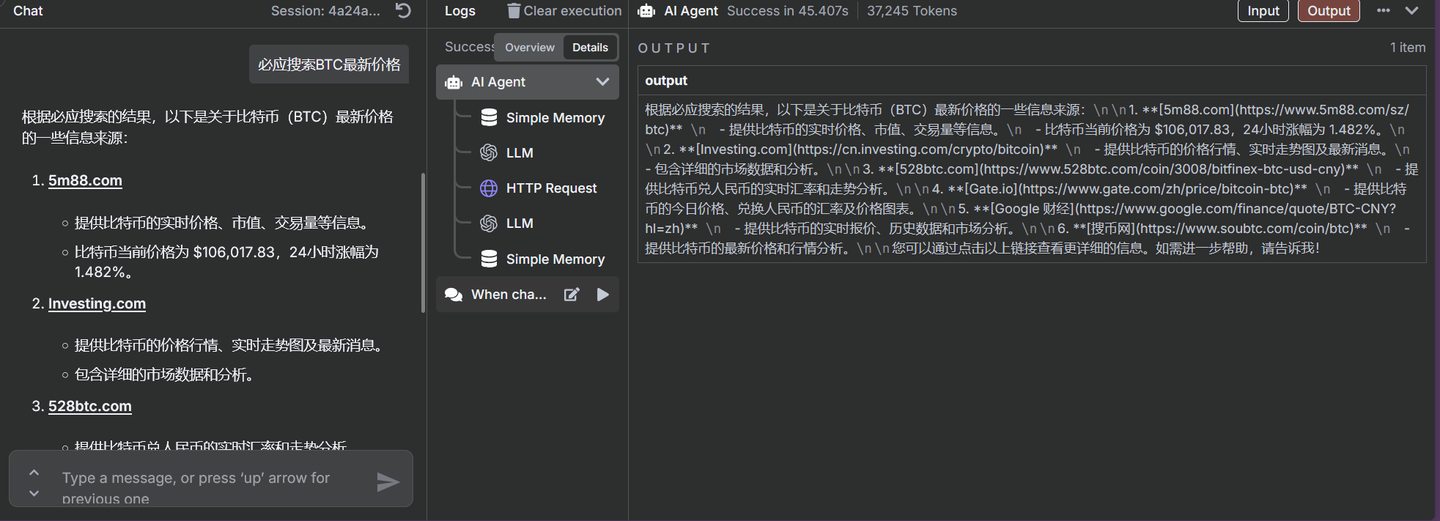 Chat
Session: 4a24a...
必应搜索BTC最新价格
根据必应搜索的结果，以下是关于比特币（BTC）最新价格
的一些信息来源：
1. 5m88.com
提供比特币的实时价格、市值、交易量等信息。
比特币当前价格为 $106,017.83，24小时涨幅为
1.482%。
2. Investing.com
提供比特币的价格行情、实时走势图及最新消息。
包含详细的市场数据和分析。
3. 528btc.com
提供比特币兑人民币的实时汇率和走势分析
Type a message, or press ‘up’ arrow for
previous one
Logs
Clear execution
Success
Overview
Details
AI Agent
Simple Memory
LLM
HTTP Request
LLM
Simple Memory
When cha...
AI Agent
Success in 45.407s
37,245 Tokens
Input
Output
OUTPUT
1 item
output
根据必应搜索的结果，以下是关于比特币（BTC）最新价格的一些信息来源：\n\n1. **[5m88.com](https://www.5m88.com/sz/
btc)** \n - 提供比特币的实时价格、市值、交易量等信息。\n - 比特币当前价格为 $106,017.83，24小时涨幅为 1.482%。\n
\n2. **[Investing.com](https://cn.investing.com/crypto/bitcoin)** \n - 提供比特币的价格行情、实时走势图及最新消息。\n
- 包含详细的市场数据和分析。\n\n3. **[528btc.com](https://www.528btc.com/coin/3008/bitfinex-btc-usd-cny)** \n - 提
供比特币兑人民币的实时汇率和走势分析。\n\n4. **[Gate.io](https://www.gate.com/zh/price/bitcoin-btc)** \n - 提供比特
币的今日价格、兑换人民币的汇率及价格图表。\n\n5. **[Google 财经](https://www.google.com/finance/quote/BTC-CNY?
hl=zh)** \n - 提供比特币的实时报价、历史数据和市场分析。\n\n6. **[搜币网](https://www.soubtc.com/coin/btc)** \n -
提供比特币的最新价格和行情分析。\n\n您可以通过点击以上链接查看更详细的信息。如需进一步帮助，请告诉我！